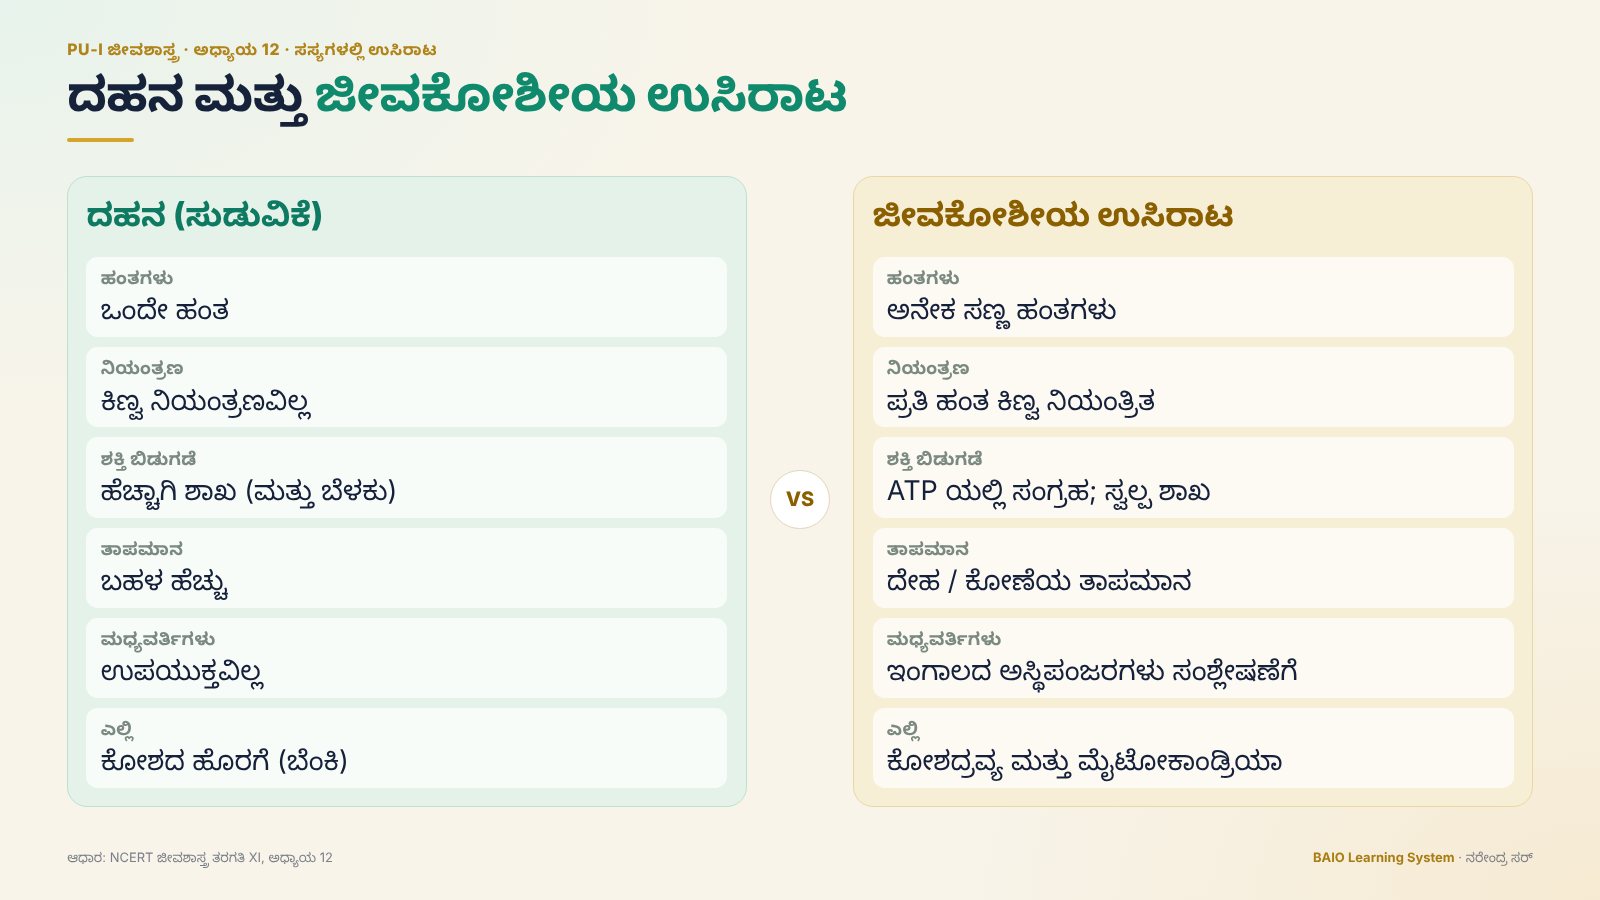 PU-I ಜೀವಶಾಸ್ತ್ರ · ಅಧ್ಯಾಯ 12 · ಸಸ್ಯಗಳಲ್ಲಿ ಉಸಿರಾಟ
ದಹನ ಮತ್ತು ಜೀವಕೋಶೀಯ ಉಸಿರಾಟ
ದಹನ (ಸುಡುವಿಕೆ)
ಹಂತಗಳು
ಒಂದೇ ಹಂತ
ನಿಯಂತ್ರಣ
ಕಿಣ್ವ ನಿಯಂತ್ರಣವಿಲ್ಲ
ಶಕ್ತಿ ಬಿಡುಗಡೆ
ಹೆಚ್ಚಾಗಿ ಶಾಖ (ಮತ್ತು ಬೆಳಕು)
ತಾಪಮಾನ
ಬಹಳ ಹೆಚ್ಚು
ಮಧ್ಯವರ್ತಿಗಳು
ಉಪಯುಕ್ತವಿಲ್ಲ
ಎಲ್ಲಿ
ಕೋಶದ ಹೊರಗೆ (ಬೆಂಕಿ)
VS
ಜೀವಕೋಶೀಯ ಉಸಿರಾಟ
ಹಂತಗಳು
ಅನೇಕ ಸಣ್ಣ ಹಂತಗಳು
ನಿಯಂತ್ರಣ
ಪ್ರತಿ ಹಂತ ಕಿಣ್ವ ನಿಯಂತ್ರಿತ
ಶಕ್ತಿ ಬಿಡುಗಡೆ
ATP ಯಲ್ಲಿ ಸಂಗ್ರಹ; ಸ್ವಲ್ಪ ಶಾಖ
ತಾಪಮಾನ
ದೇಹ / ಕೋಣೆಯ ತಾಪಮಾನ
ಮಧ್ಯವರ್ತಿಗಳು
ಇಂಗಾಲದ ಅಸ್ಥಿಪಂಜರಗಳು ಸಂಶ್ಲೇಷಣೆಗೆ
ಎಲ್ಲಿ
ಕೋಶದ್ರವ್ಯ ಮತ್ತು ಮೈಟೋಕಾಂಡ್ರಿಯಾ
ಆಧಾರ: NCERT ಜೀವಶಾಸ್ತ್ರ ತರಗತಿ XI, ಅಧ್ಯಾಯ 12
BAIO Learning System · ನರೇಂದ್ರ ಸರ್